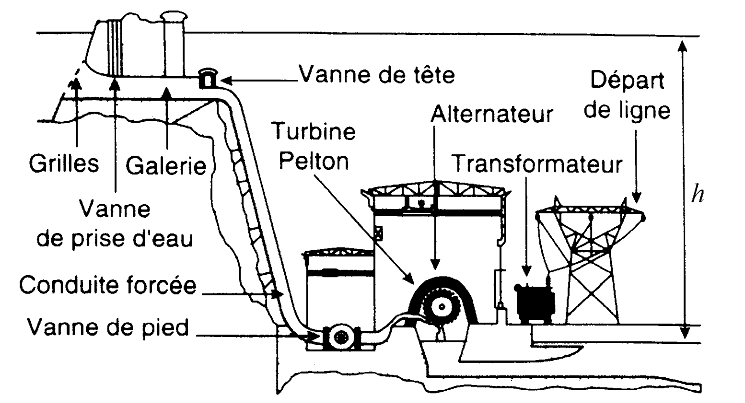 Vanne de tête
Départ
de ligne
Alternateur
Turbine
Pelton
Transformateur
Grilles
Galerie
h
Vanne
de prise d'eau
Conduite forcée
Vanne de pied